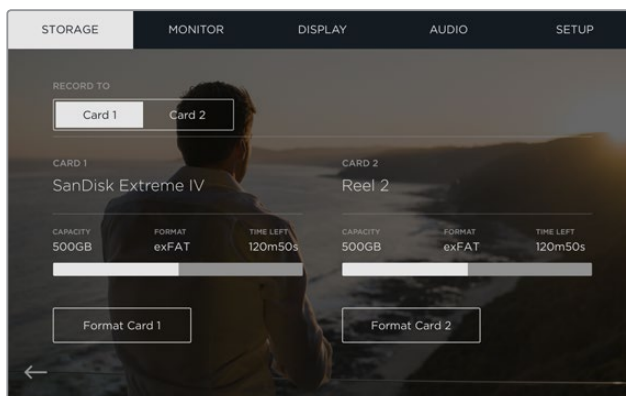 STORAGE MONITOR DISPLAY AUDIO SETUP
RECORD TO
Card 1 Card 2
CARD 1 CARD 2
SanDisk Extreme IV Reel 2
CAPACITY FORMAT TIME LEFT CAPACITY FORMAT TIME LEFT
500GB exFAT 120m50s 500GB exFAT 120m50s
Format Card 1 Format Card 2